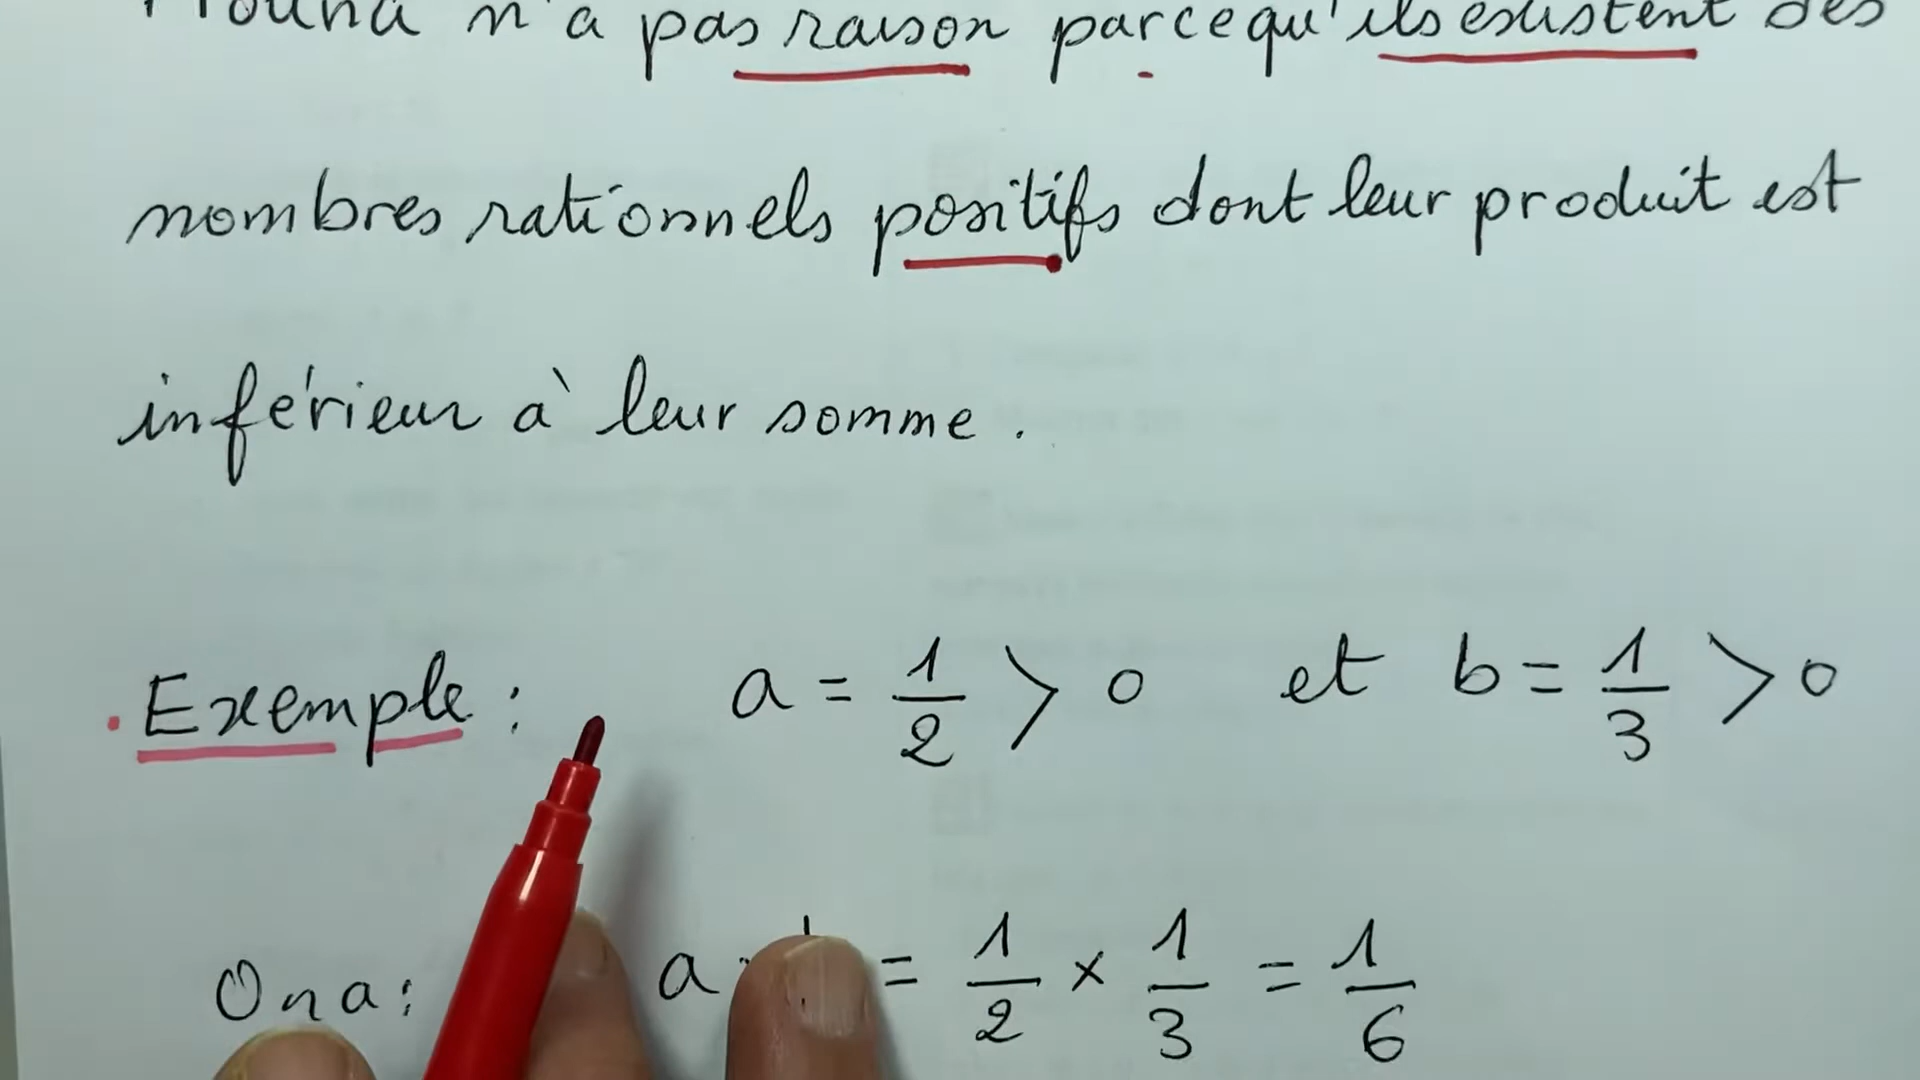 n'a pas raison parcequ'ils existent des
nombres rationnels positifs dont leur produit est
inférieur à leur somme.
Exemple : a = 1/2 > 0 et b = 1/3 > 0
On a : a = 1/2 × 1/3 = 1/6